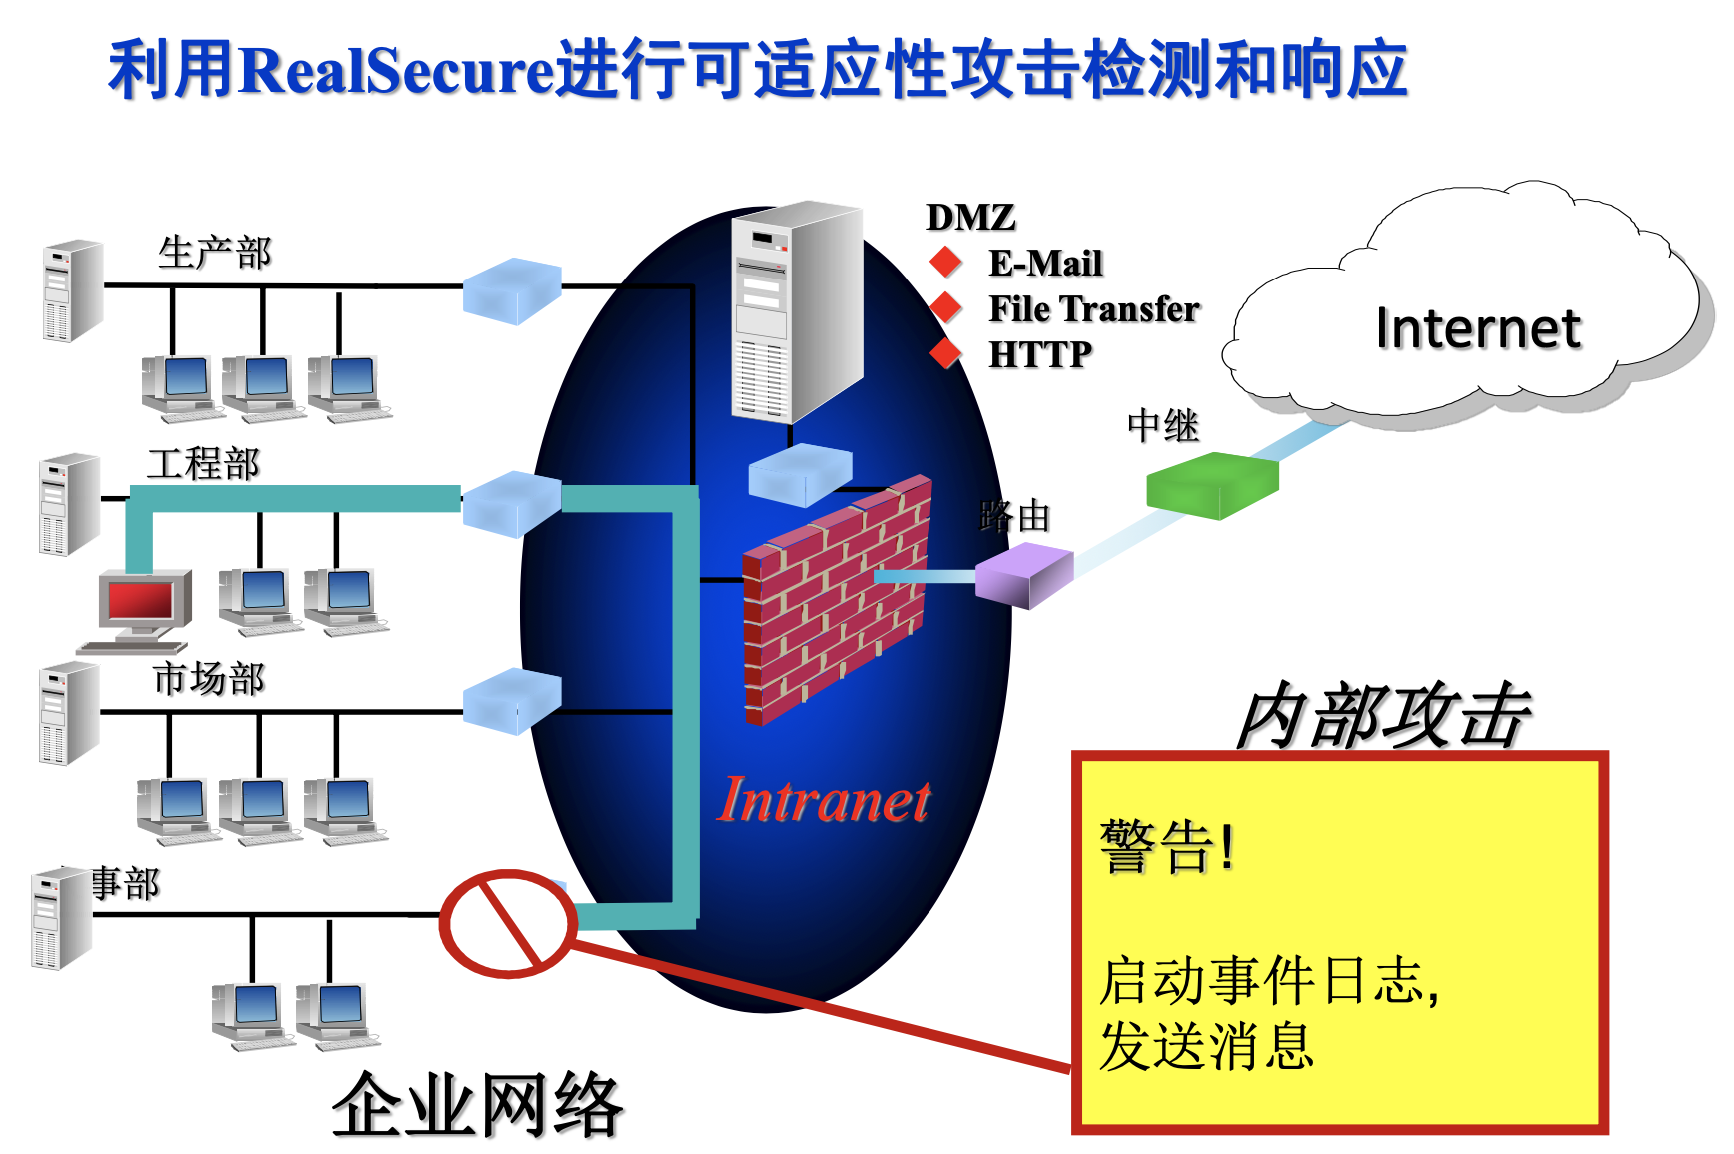 利用RealSecure进行可适应性攻击检测和响应
DMZ
E-Mail
File Transfer
HTTP
Internet
生产部
中继
工程部
路由
市场部
内部攻击
Intranet
警告!
事部
启动事件日志,
发送消息
企业网络